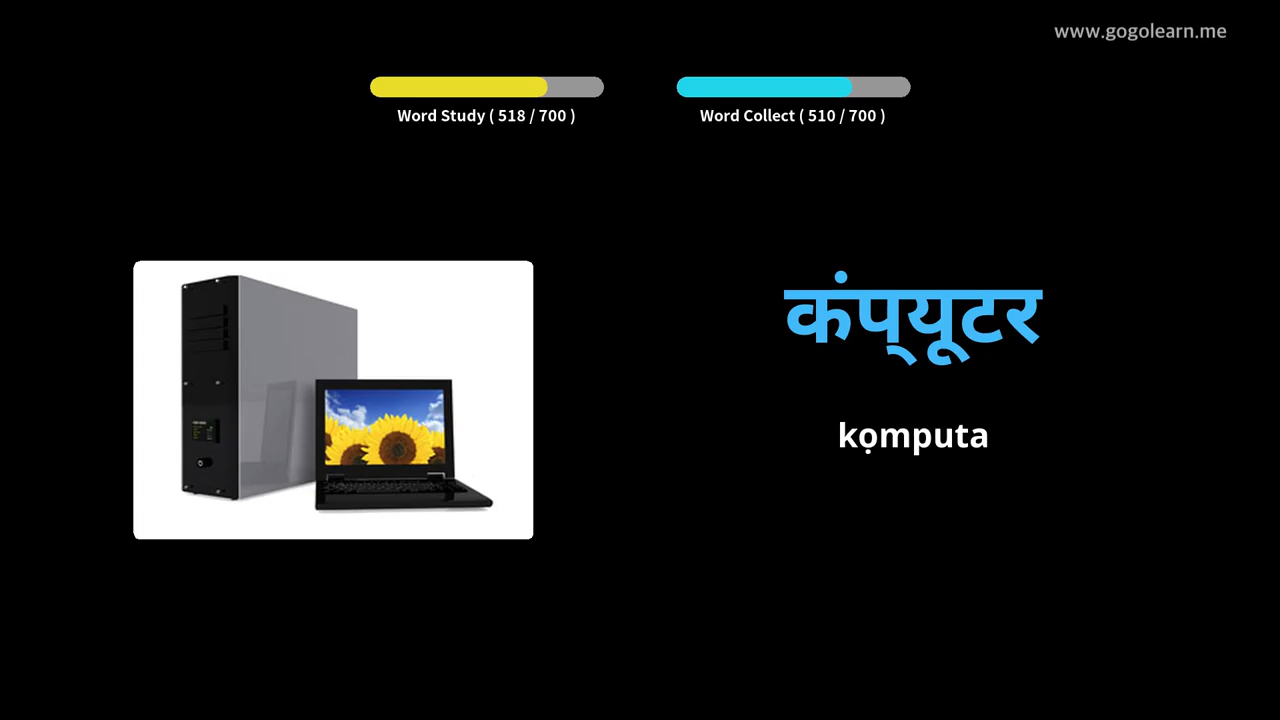 www.gogolearn.me
Word Study ( 518 / 700 )
Word Collect ( 510 / 700 )
कंप्यूटर
kọmputa